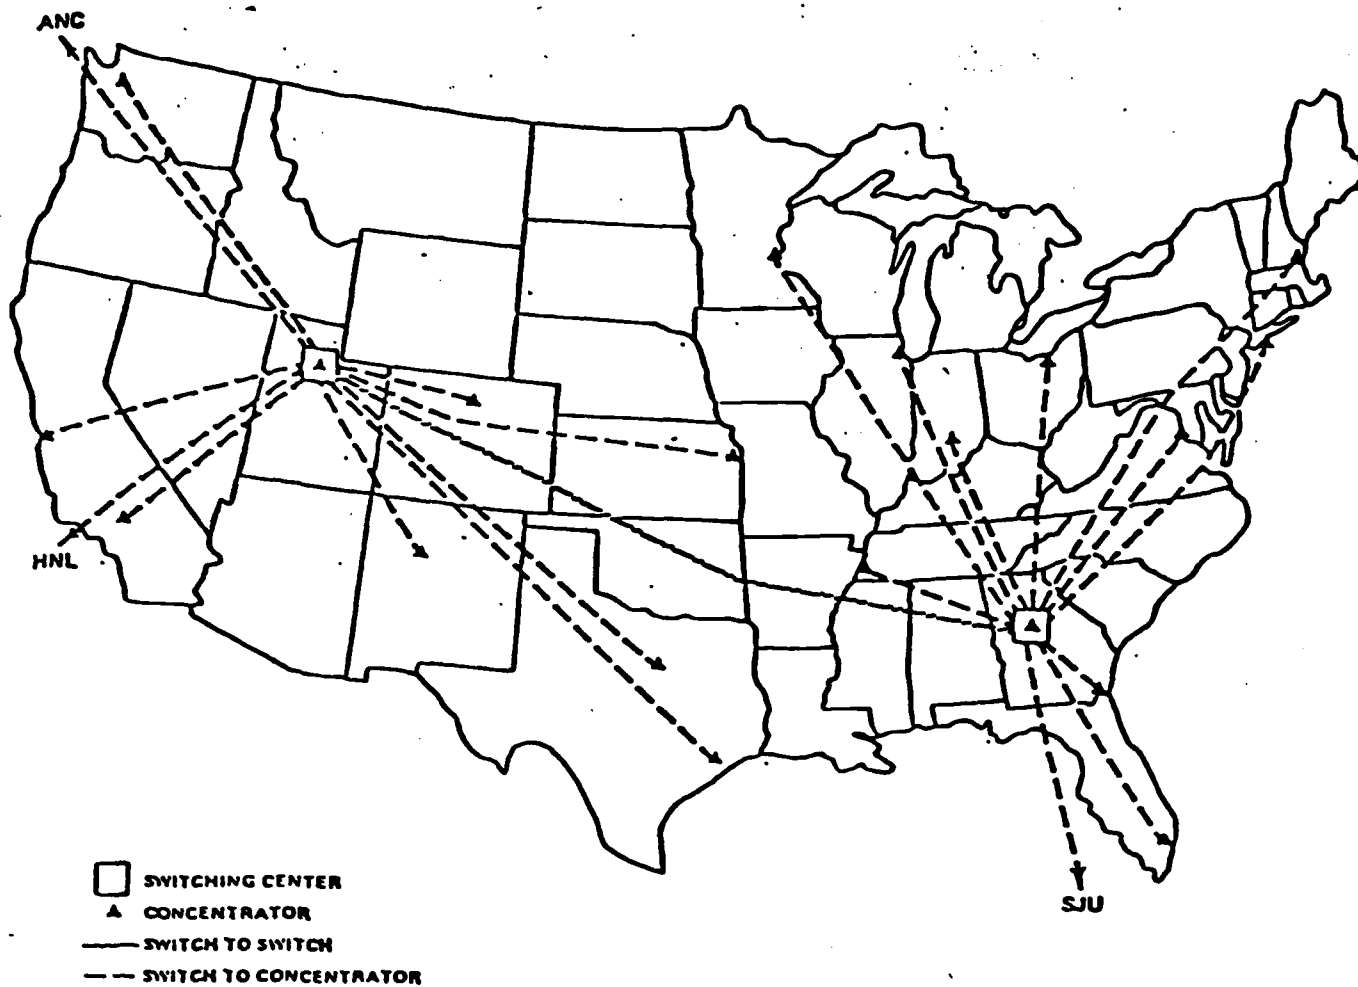 ANC
HNL
SJU
SWITCHING CENTER
CONCENTRATOR
SWITCH TO SWITCH
SWITCH TO CONCENTRATOR